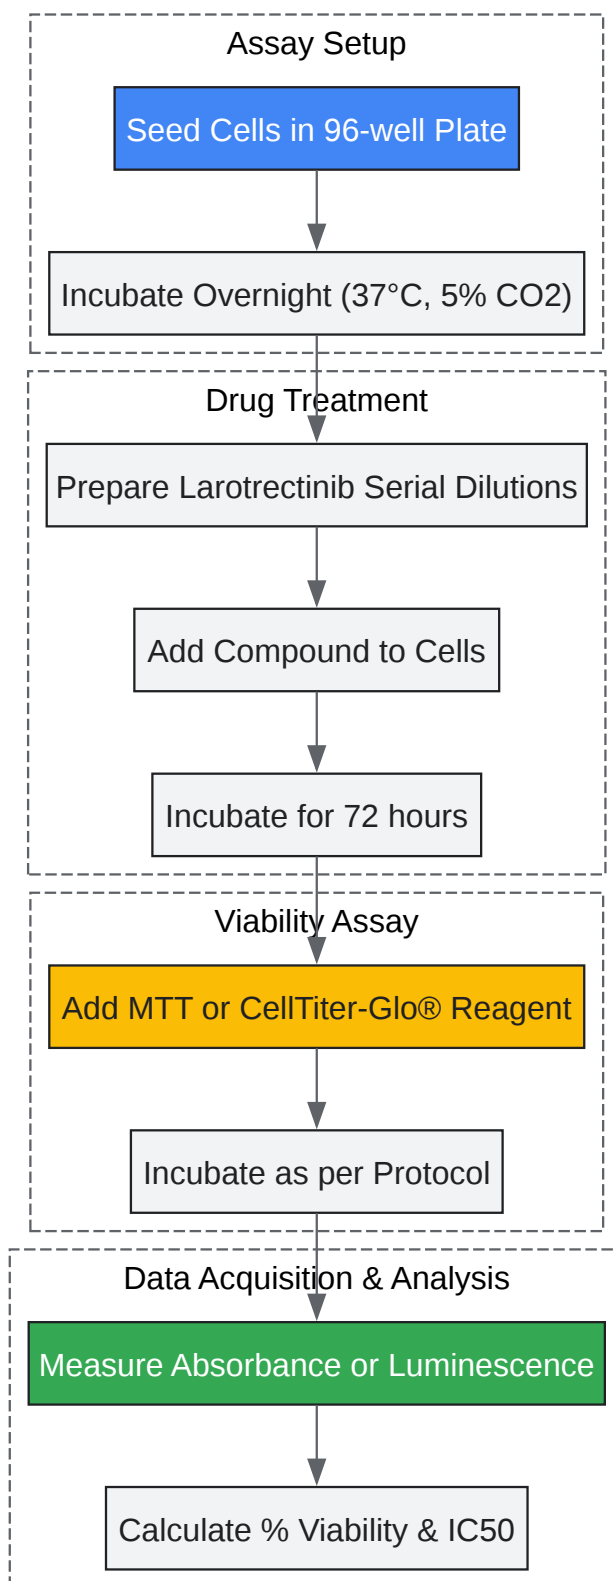 Assay Setup
Seed Cells in 96-well Plate
Incubate Overnight (37°C, 5% CO2)
Drug Treatment
Prepare Larotrectinib Serial Dilutions
Add Compound to Cells
Incubate for 72 hours
Viability Assay
Add MTT or CellTiter-Glo® Reagent
Incubate as per Protocol
Data Acquisition & Analysis
Measure Absorbance or Luminescence
Calculate % Viability & IC50